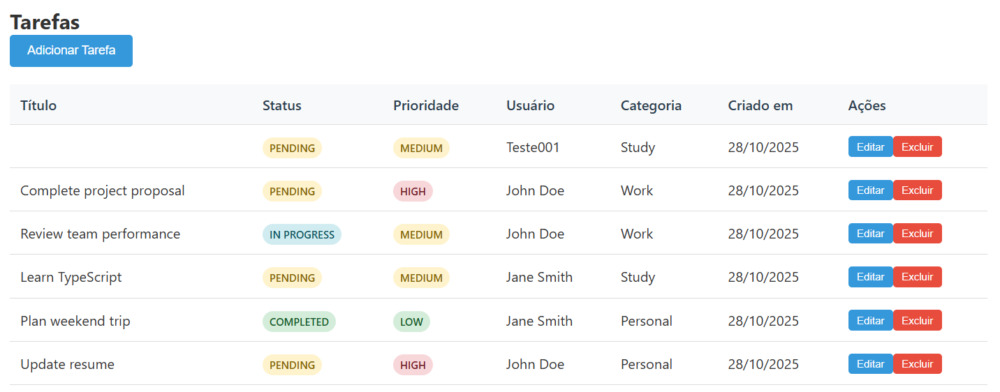 Tarefas
Adicionar Tarefa
Título Status Prioridade Usuário Categoria Criado em Ações
PENDING MEDIUM Teste001 Study 28/10/2025 Editar Excluir
Complete project proposal PENDING HIGH John Doe Work 28/10/2025 Editar Excluir
Review team performance IN PROGRESS MEDIUM John Doe Work 28/10/2025 Editar Excluir
Learn TypeScript PENDING MEDIUM Jane Smith Study 28/10/2025 Editar Excluir
Plan weekend trip COMPLETED LOW Jane Smith Personal 28/10/2025 Editar Excluir
Update resume PENDING HIGH John Doe Personal 28/10/2025 Editar Excluir